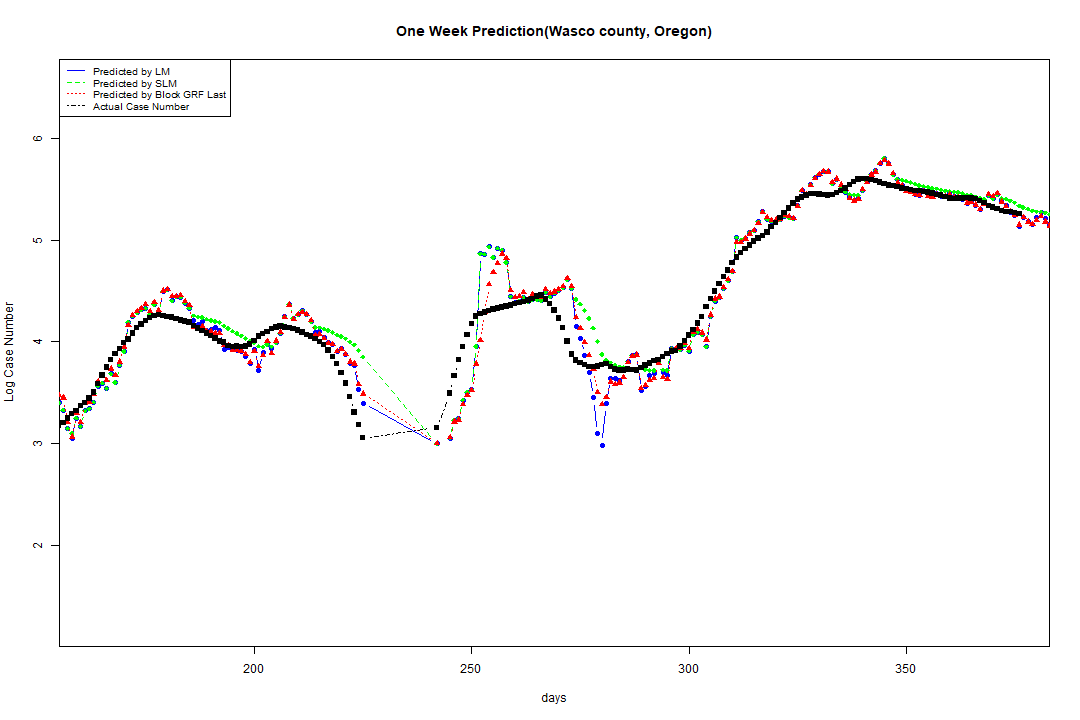 One Week Prediction(Wasco county, Oregon)
Predicted by LM
Predicted by SLM
Predicted by Block GRF Last
Actual Case Number
6
5
4
3
2
Log Case Number
200
250
300
350
days